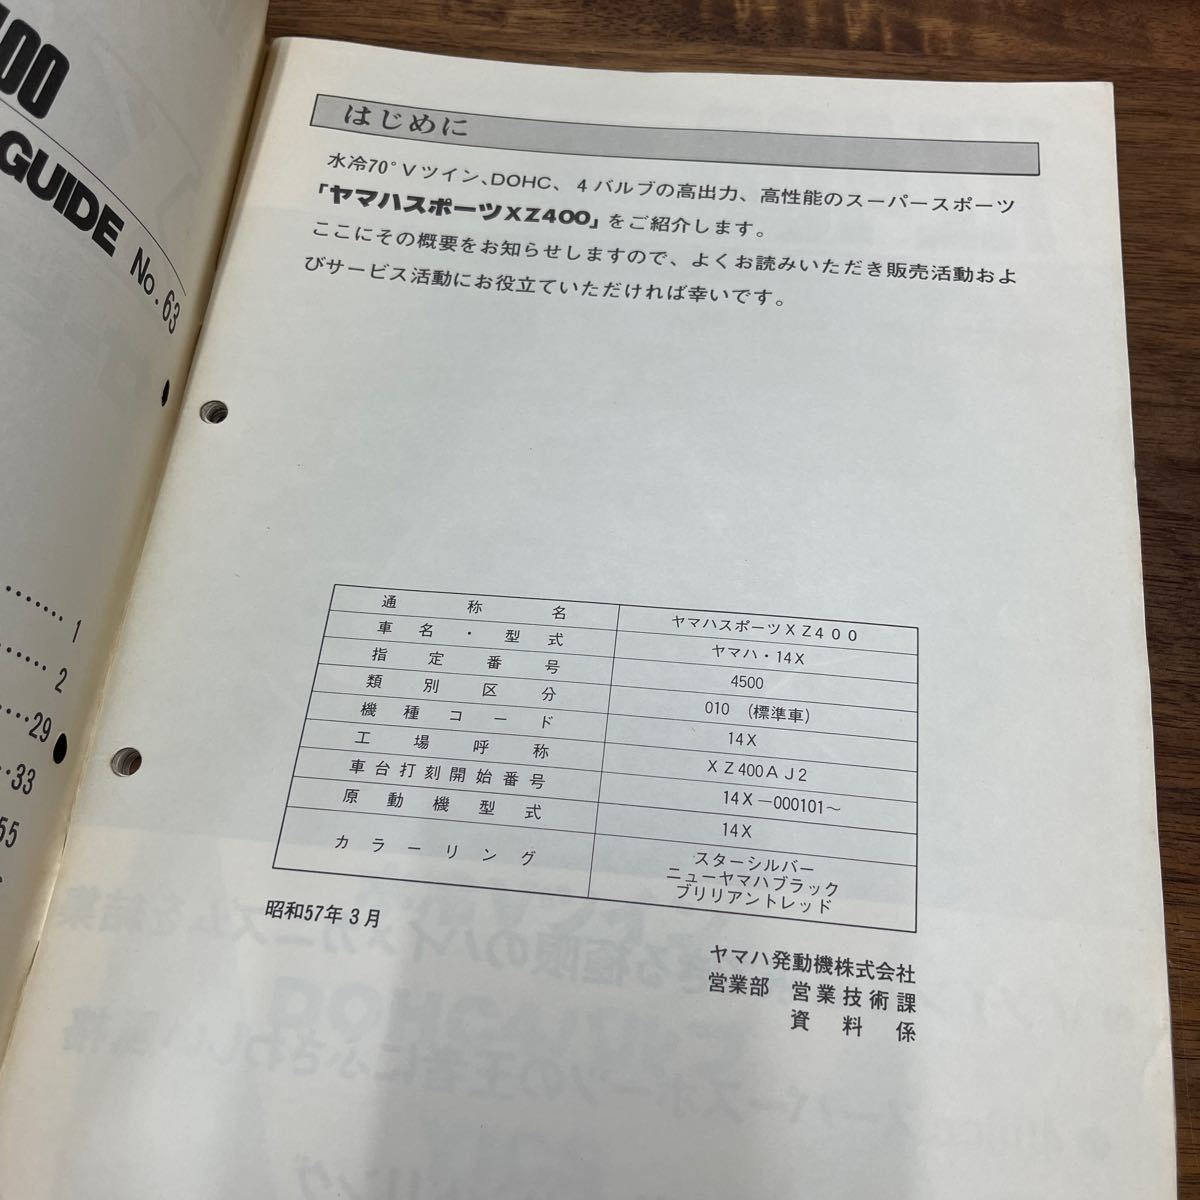 00
GUIDE No. 63
1
2
29
33
55
はじめに
水冷70°Vツイン、DOHC、4バルブの高出力、高性能のスーパースポーツ
「ヤマハスポーツXZ400」をご紹介します。
ここにその概要をお知らせしますので、よくお読みいただき販売活動およ
びサービス活動にお役立ていただければ幸いです。
通称名 ヤマハスポーツXZ400
車名・型式 ヤマハ・14X
指定番号 4500
類別区分 010 (標準車)
機種コード 14X
工場呼称 XZ400AJ2
車台打刻開始番号 14X-000101~
原動機型式 14X
カラーリング スターシルバー
ニューヤマハブラック
ブリリアントレッド
昭和57年3月
ヤマハ発動機株式会社
営業部 営業技術課
資料係